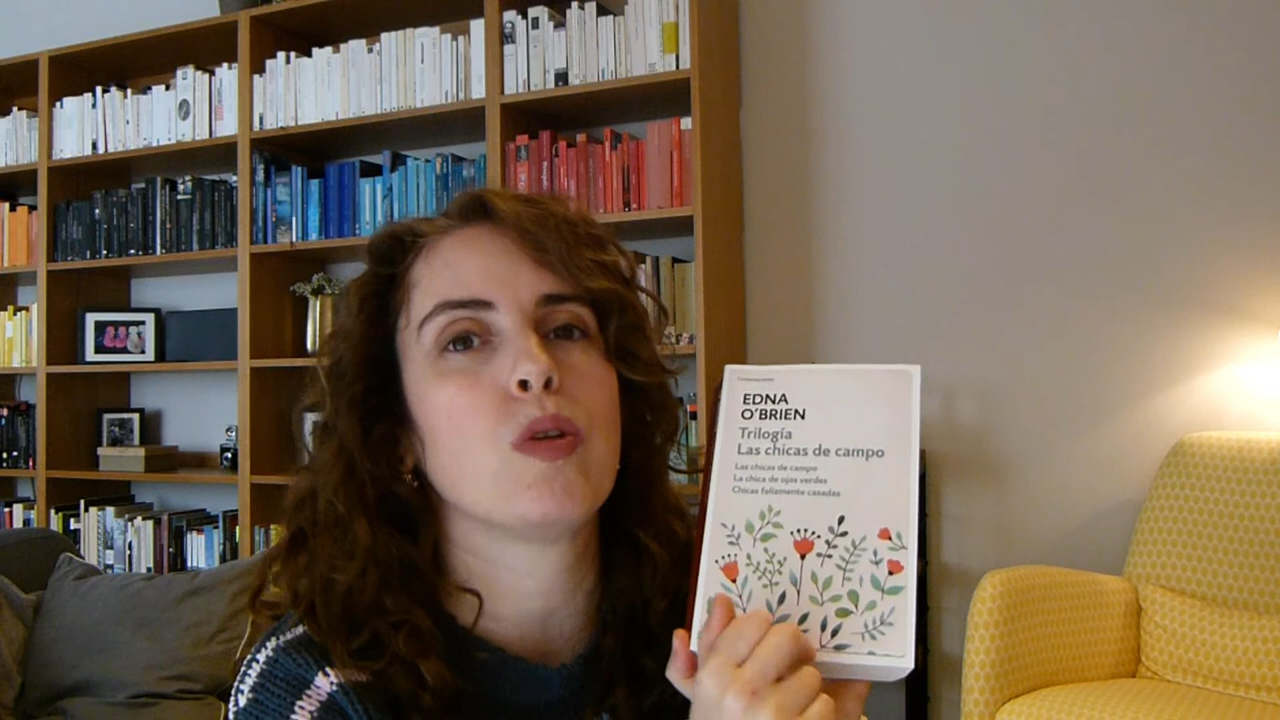 Contemporánea
EDNA
O'BRIEN
Trilogía
Las chicas de campo
Las chicas de campo
La chica de ojos verdes
Chicas felizmente casadas